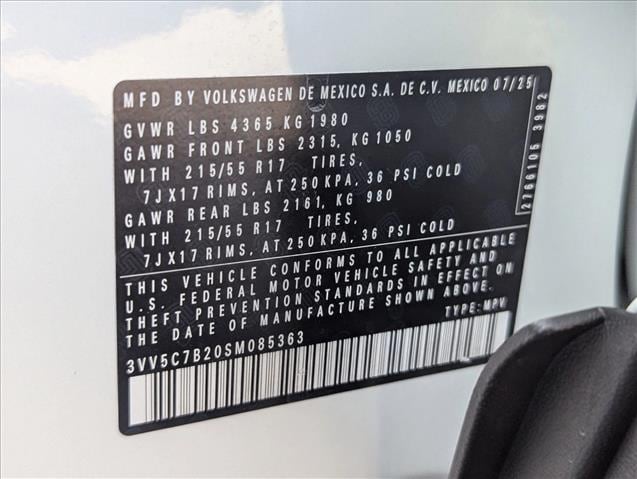 MFD BY VOLKSWAGEN DE MEXICO S.A. DE C.V. MEXICO 07/25
GVWR LBS 4365 KG 1980
GAWR FRONT LBS 2315, KG 1050
WITH 215/55 R17 TIRES,
7JX17 RIMS, AT 250 KPA, 36 PSI COLD
GAWR REAR LBS 2161, KG 980
WITH 215/55 R17 TIRES,
7JX17 RIMS, AT 250 KPA, 36 PSI COLD
2766105 3982
THIS VEHICLE CONFORMS TO ALL APPLICABLE
U.S. FEDERAL MOTOR VEHICLE SAFETY AND
THEFT PREVENTION STANDARDS IN EFFECT ON
THE DATE OF MANUFACTURE SHOWN ABOVE.
3VV5C7B20SM085363 TYPE: MPV